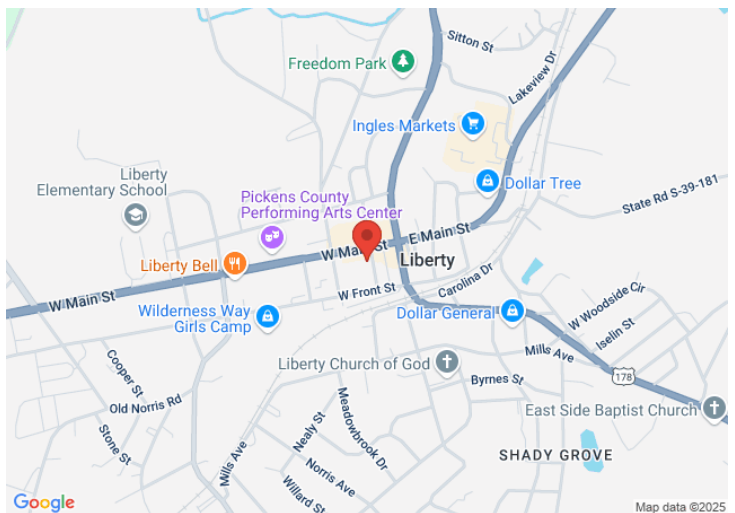 Sitton St
Freedom Park
Lakeview Dr
Ingles Markets
Liberty
Elementary School
Dollar Tree
State Rd S-39-181
Pickens County
Performing Arts Center
E Main St
W Main St
Liberty
Liberty Bell
Carolina Dr
W Front St
W Main St
Wilderness Way
Girls Camp
Dollar General
W Woodside Cir
Iselin St
Mills Ave
Liberty Church of God
Cooper St
Byrnes St
178
Old Norris Rd
Meadowbrook Dr
East Side Baptist Church
Nealy St
Stone St
SHADY GROVE
Mills Ave
Norris Ave
Willard St
Google
Map data ©2025